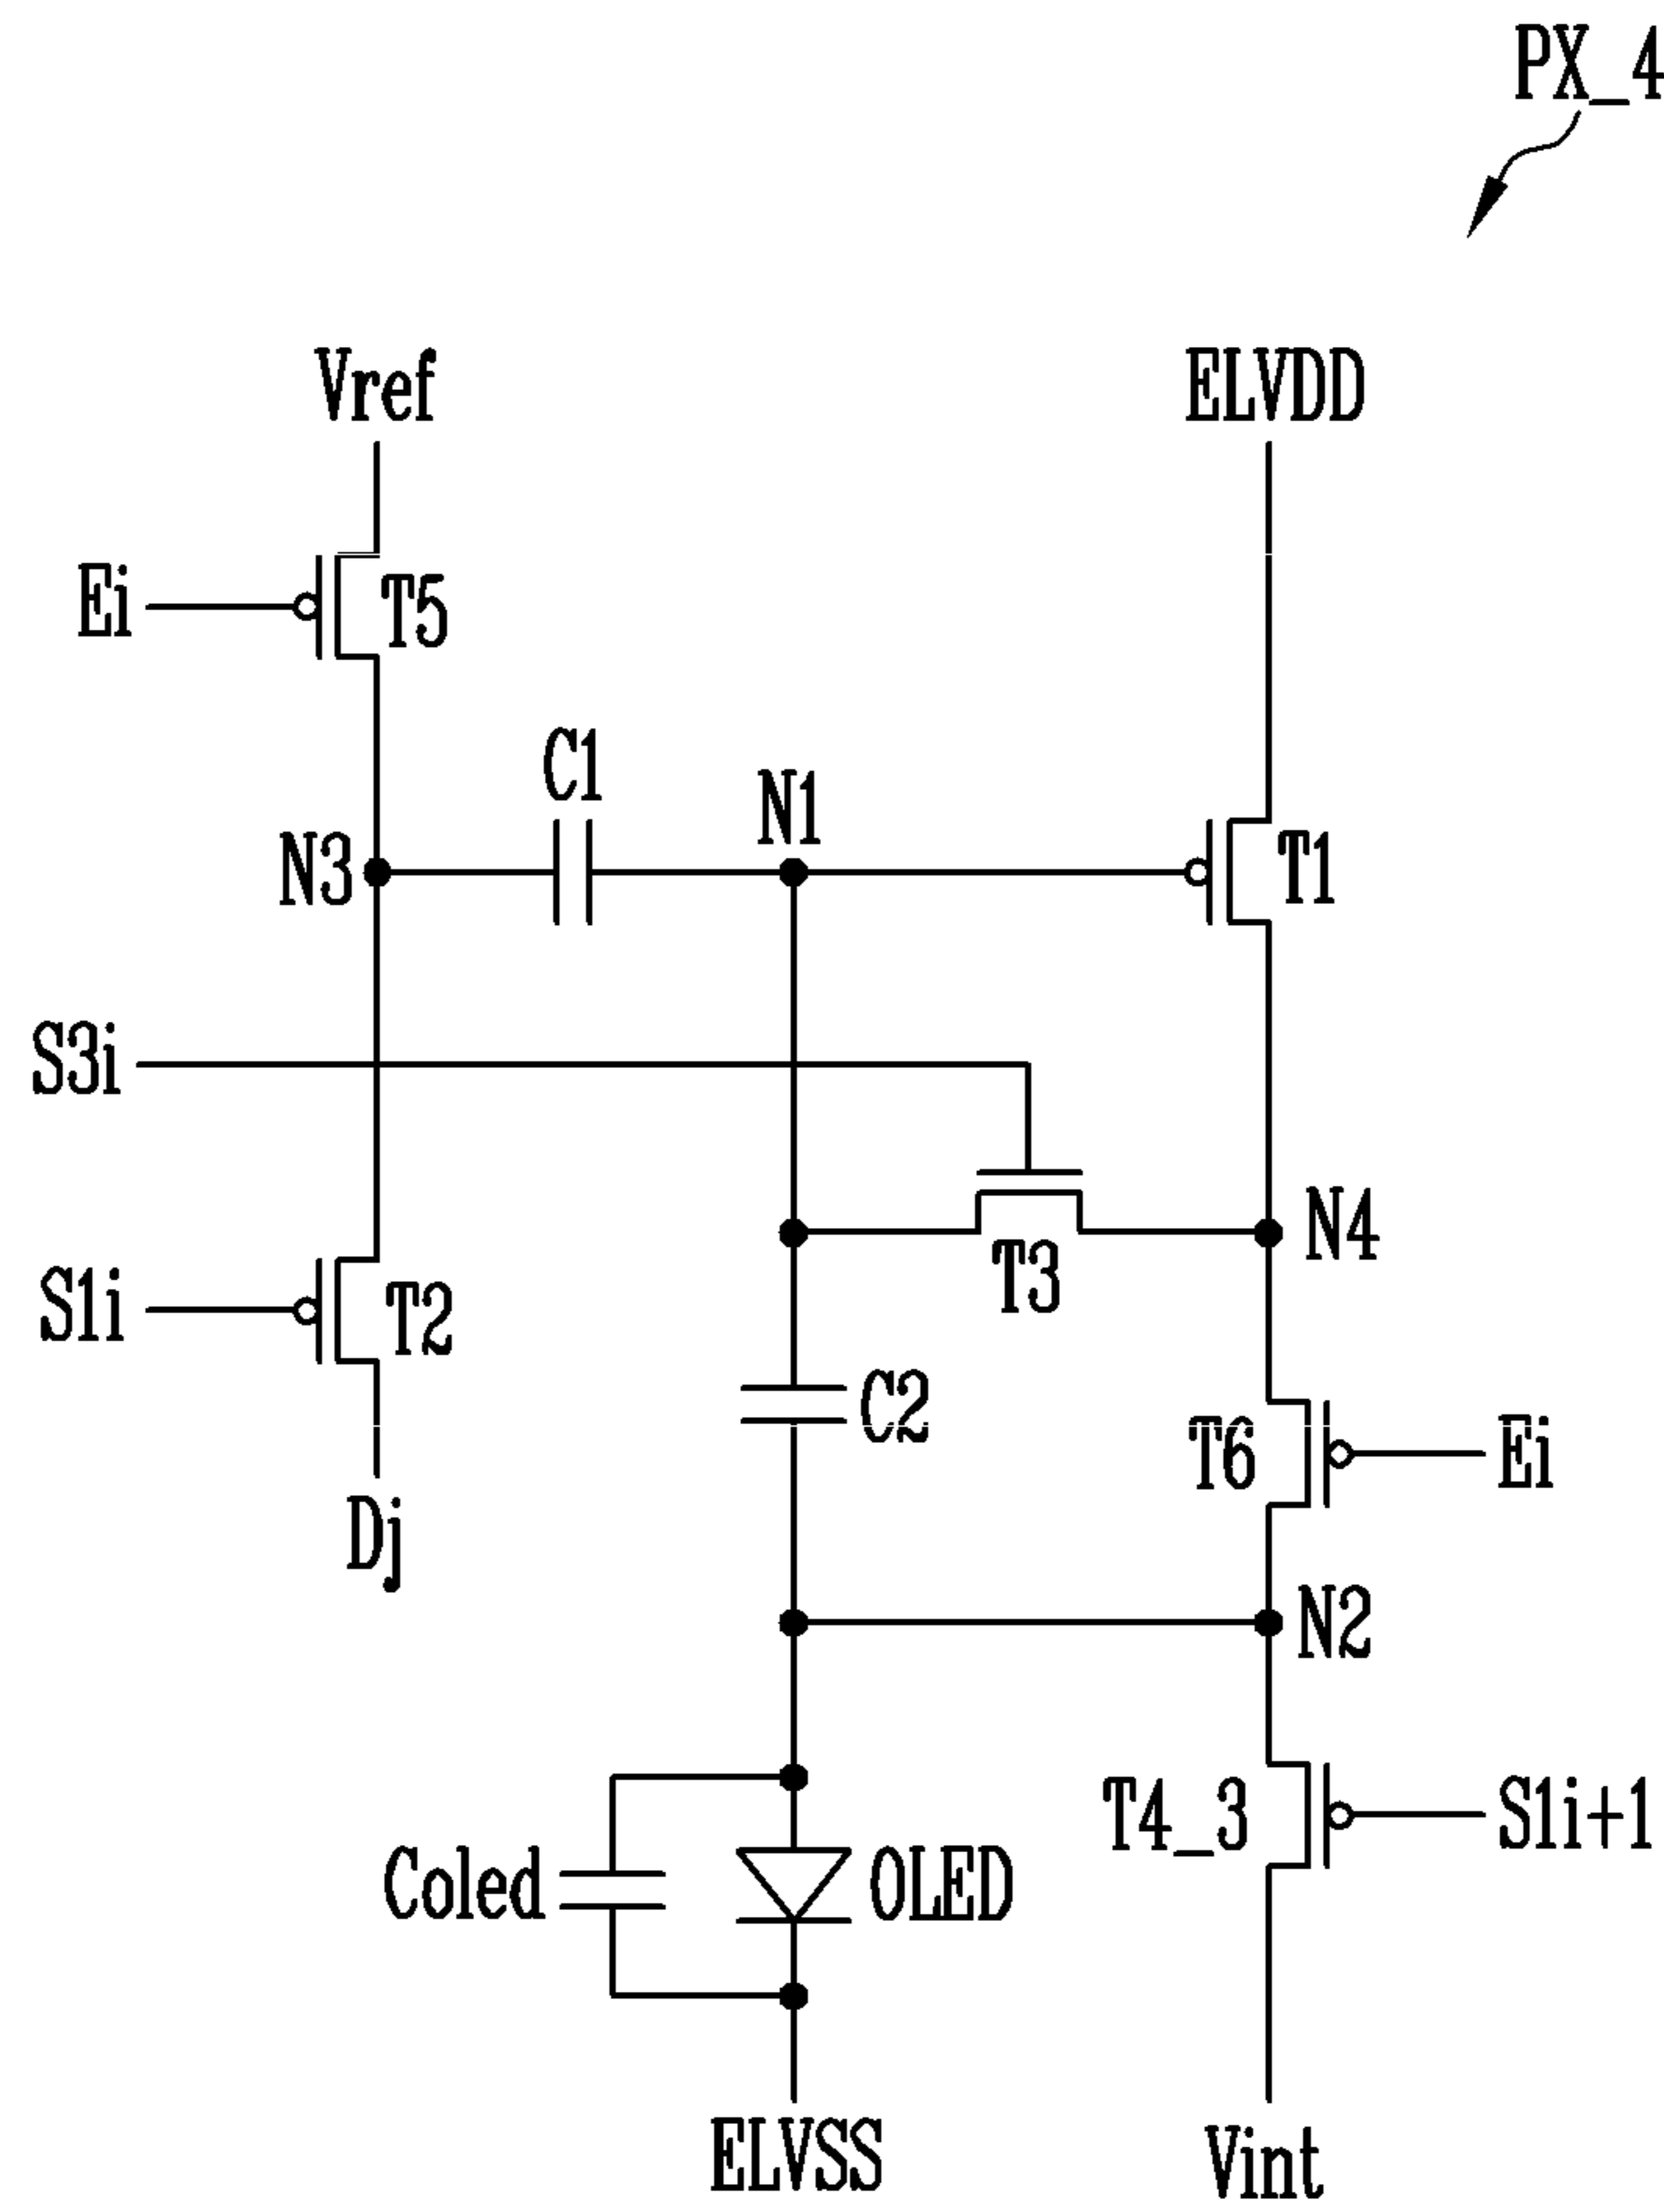 PX_4
Vref
ELVDD
Ei
T5
C1
N1
N3
T1
S3i
N4
T3
S1i
T2
C2
T6
Ei
Dj
N2
T4_3
S1i+1
Coled
OLED
ELVSS
Vint